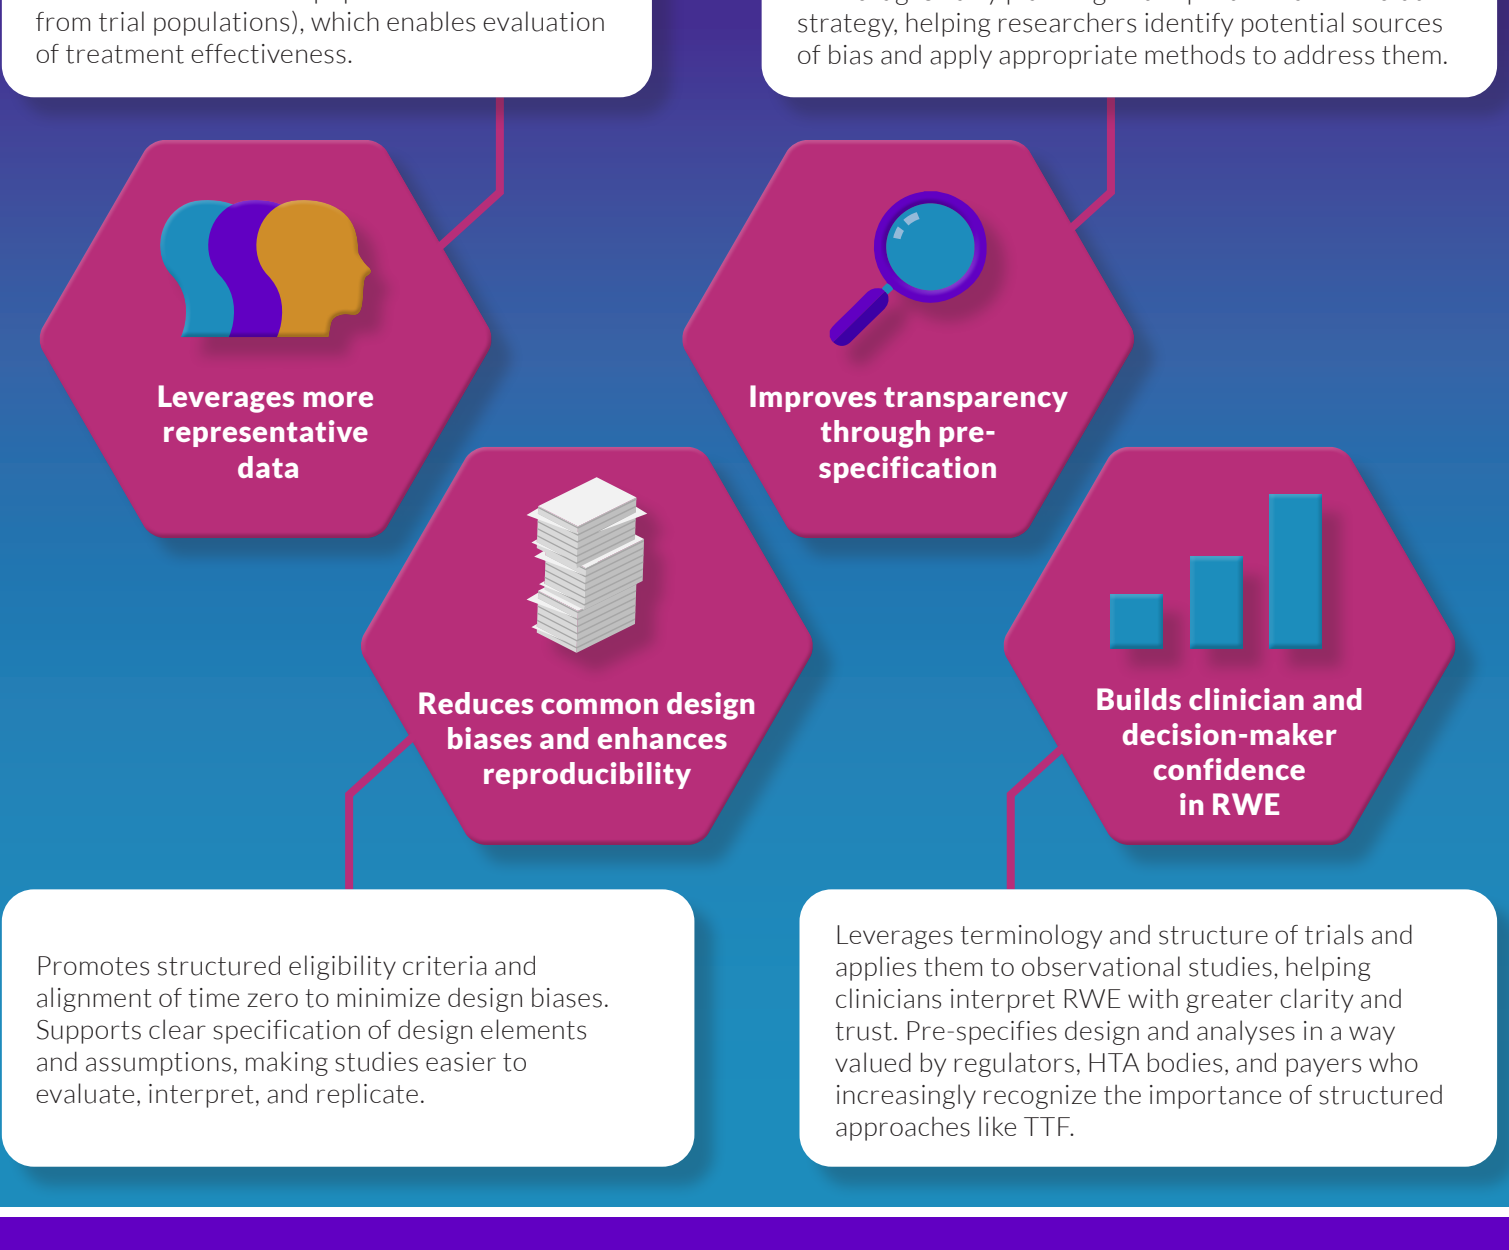 from trial populations), which enables evaluation
of treatment effectiveness.
strategy, helping researchers identify potential sources
of bias and apply appropriate methods to address them.
Leverages more
representative
data
Improves transparency
through pre-
specification
Reduces common design
biases and enhances
reproducibility
Builds clinician and
decision-maker
confidence
in RWE
Promotes structured eligibility criteria and
alignment of time zero to minimize design biases.
Supports clear specification of design elements
and assumptions, making studies easier to
evaluate, interpret, and replicate.
Leverages terminology and structure of trials and
applies them to observational studies, helping
clinicians interpret RWE with greater clarity and
trust. Pre-specifies design and analyses in a way
valued by regulators, HTA bodies, and payers who
increasingly recognize the importance of structured
approaches like TTF.